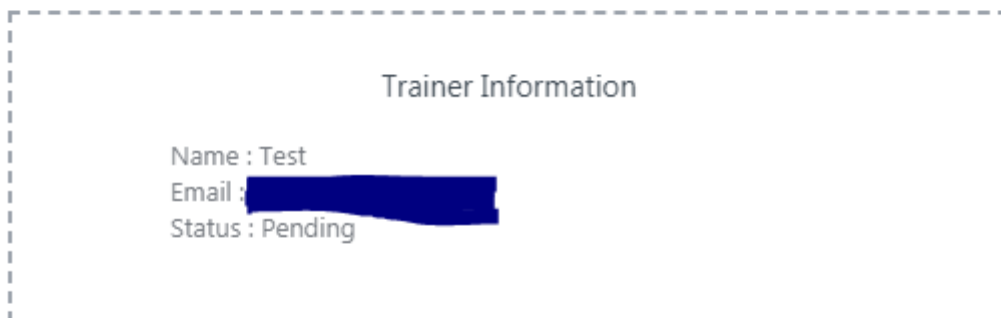 Trainer Information
Name : Test
Email :
Status : Pending